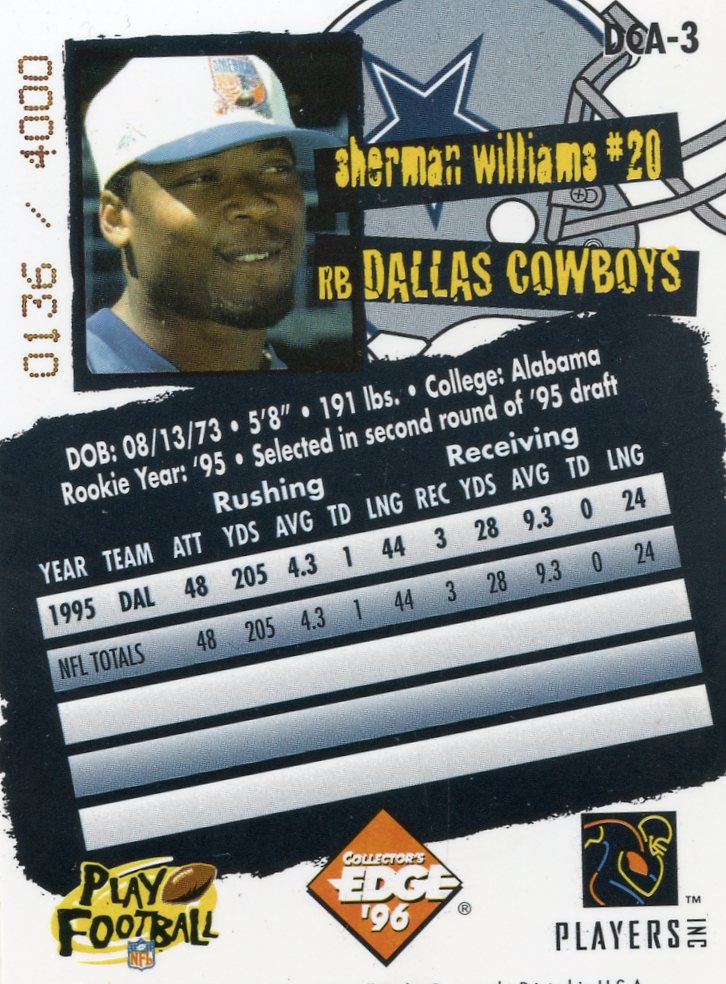 DCA-3
0136 / 4000
AMERICAN
sherman williams #20
RB DALLAS COWBOYS
DOB: 08/13/73 • 5'8" • 191 lbs. • College: Alabama
Rookie Year: '95 • Selected in second round of '95 draft
Rushing Receiving
YEAR TEAM ATT YDS AVG TD LNG REC YDS AVG TD LNG
1995 DAL 48 205 4.3 1 44 3 28 9.3 0 24
NFL TOTALS 48 205 4.3 1 44 3 28 9.3 0 24
PLAY
FOOTBALL
NFL
COLLECTOR'S
EDGE
'96
®
™
PLAYERS INC